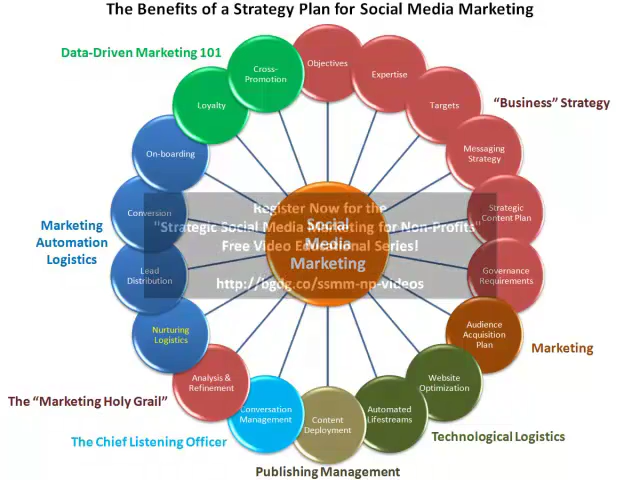 The Benefits of a Strategy Plan for Social Media Marketing
Data-Driven Marketing 101
Cross-
Promotion
Objectives
Expertise
Loyalty
Targets
"Business" Strategy
On-boarding
Messaging
Strategy
Conversion
Strategic
Content Plan
Register Now for the
"Strategic Social Media Marketing for Non-Profits"
Free Video Educational Series!
http://bgdg.co/ssmm-np-videos
Social
Media
Marketing
Marketing
Automation
Logistics
Lead
Distribution
Governance
Requirements
Nurturing
Logistics
Audience
Acquisition
Plan
Marketing
Analysis &
Refinement
Website
Optimization
The "Marketing Holy Grail"
Conversation
Management
Content
Deployment
Automated
Lifestreams
The Chief Listening Officer
Technological Logistics
Publishing Management